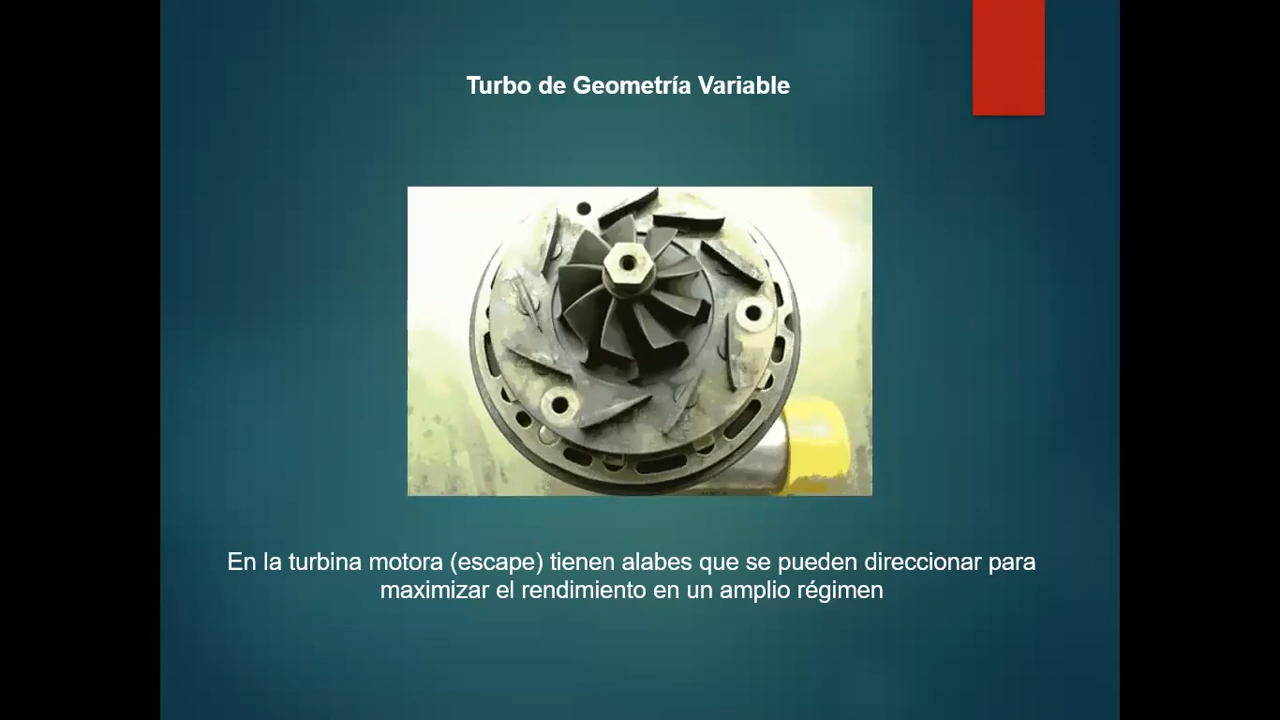 Turbo de Geometría Variable
En la turbina motora (escape) tienen alabes que se pueden direccionar para
maximizar el rendimiento en un amplio régimen